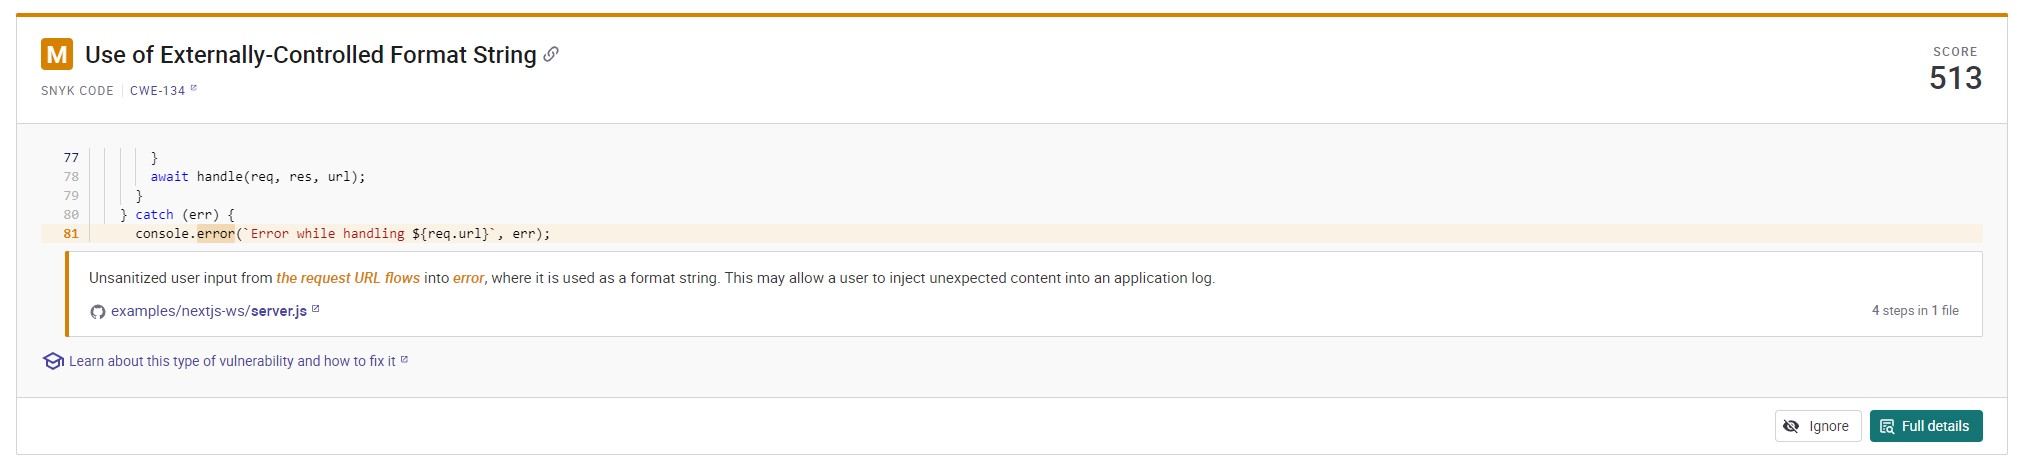 M Use of Externally-Controlled Format String
SCORE
513
SNYK CODE | CWE-134
77 }
78 await handle(req, res, url);
79 }
80 } catch (err) {
81 console.error(`Error while handling ${req.url}`, err);
Unsanitized user input from the request URL flows into error, where it is used as a format string. This may allow a user to inject unexpected content into an application log.
examples/nextjs-ws/server.js
4 steps in 1 file
Learn about this type of vulnerability and how to fix it
Ignore
Full details